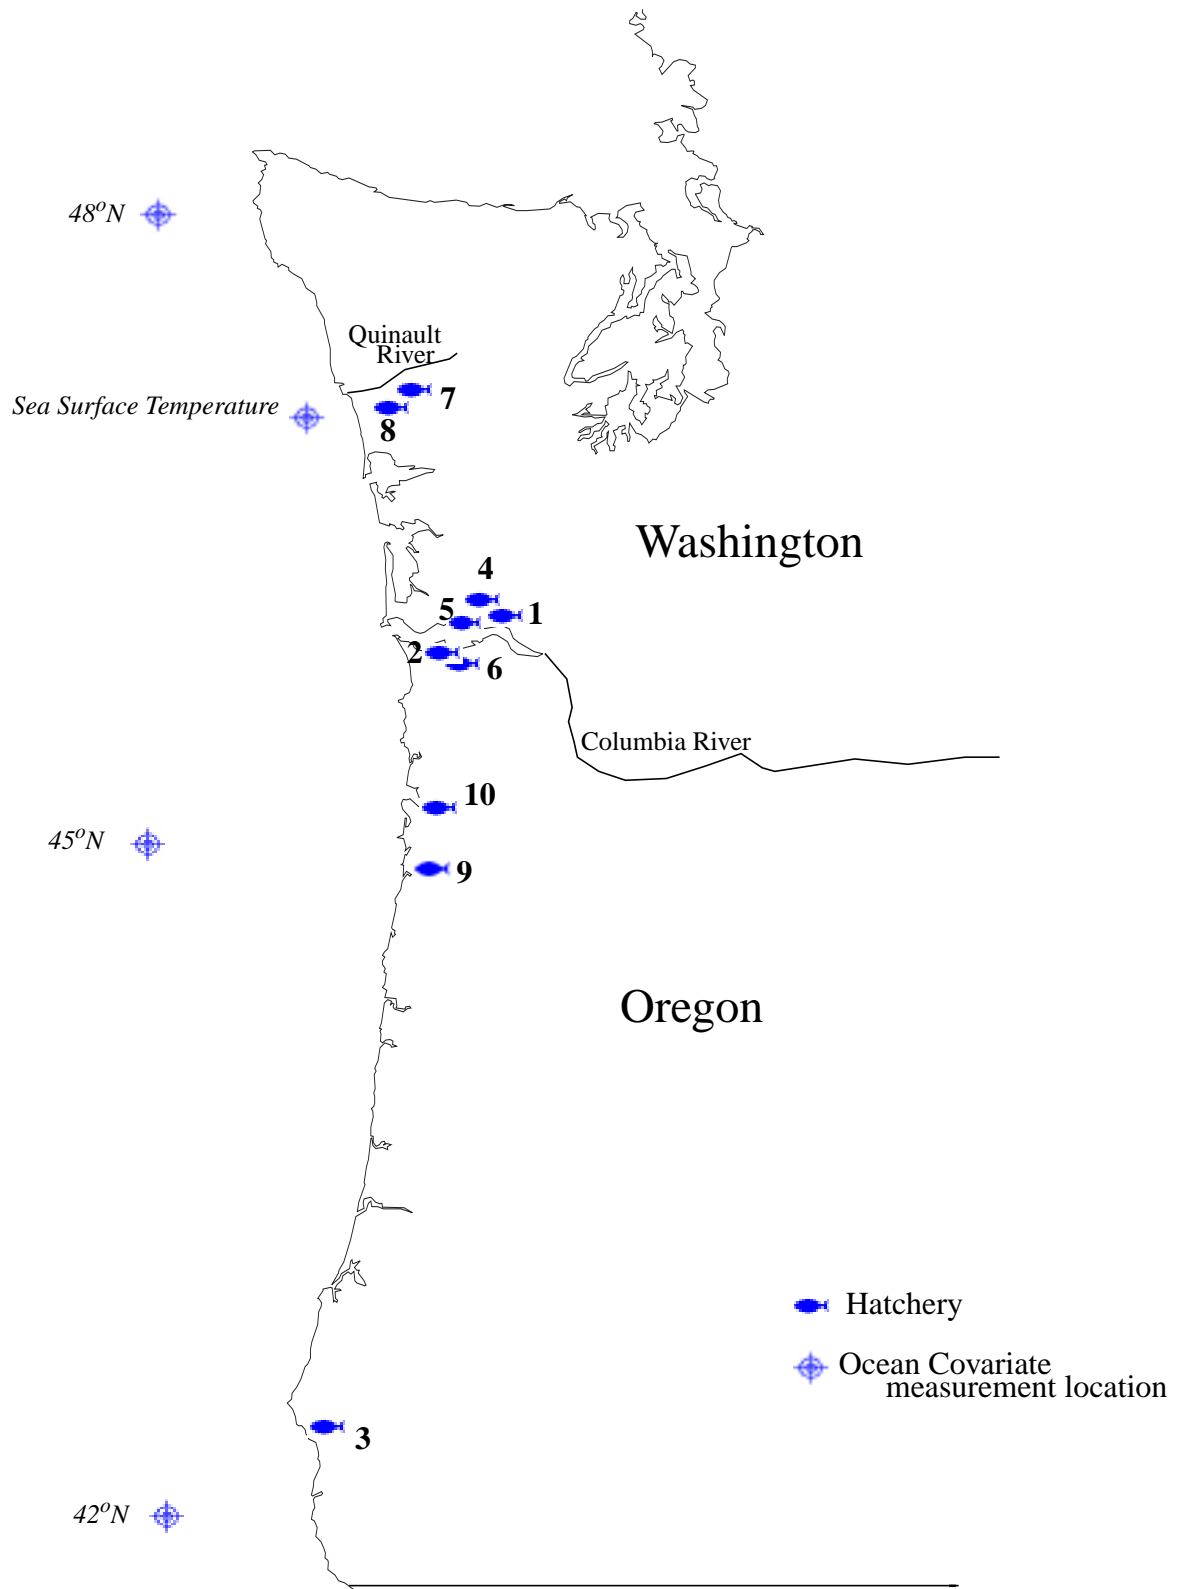 48°N
Quinault
River
Sea Surface Temperature
7
8
Washington
4
5
1
2
6
Columbia River
10
45°N
9
Oregon
Hatchery
Ocean Covariate
measurement location
3
42°N